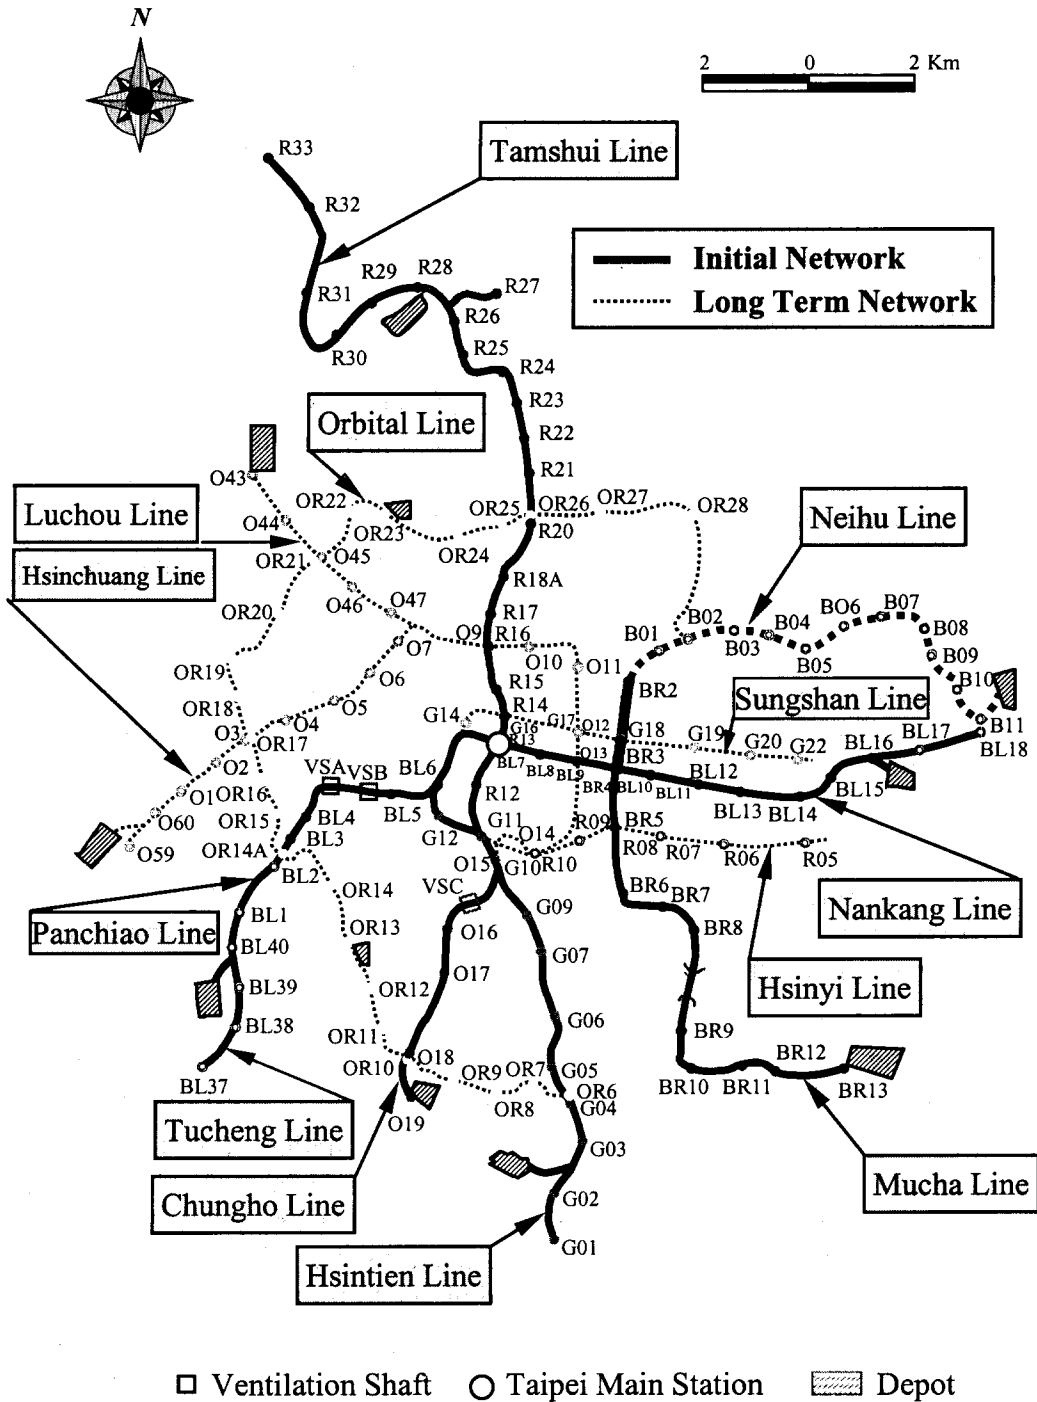 N
2 0 2 Km
R33
Tamshui Line
R32
Initial Network
Long Term Network
R29
R28
R27
R31
R26
R30
R25
R24
R23
Orbital Line
R22
O43
R21
OR22
OR25
OR26
OR27
OR28
Luchou Line
O44
OR23
R20
Neihu Line
OR21
O45
OR24
Hsinchuang Line
R18A
OR20
O46
O47
R17
O9
R16
B01
B02
B03
B04
BO6
B07
B08
O7
O10
O11
B05
B09
OR19
O6
R15
BR2
B10
Sungshan Line
OR18
O5
G14
R14
G16
G17
O12
G18
G19
B11
O3
O4
R13
G20
G22
BL16
BL17
BL18
OR17
O2
VSA
VSB
BL6
BL7
BL8
BL9
O13
BR3
BL12
BL15
O1
OR16
R12
BR4
BL10
BL11
BL13
BL14
O60
OR15
BL4
BL5
G12
G11
O14
R09
BR5
O59
OR14A
BL3
O15
G10
R10
R08
R07
R06
R05
BL2
OR14
VSC
BR6
BR7
Panchiao Line
BL1
OR13
O16
G09
BR8
Nankang Line
BL40
G07
BL39
OR12
O17
Hsinyi Line
BL38
OR11
G06
BR9
BL37
OR10
O18
OR9
OR7
G05
BR10
BR11
BR12
BR13
O19
OR8
OR6
G04
Tucheng Line
G03
Chungho Line
G02
Mucha Line
G01
Hsintien Line
Ventilation Shaft
Taipei Main Station
Depot